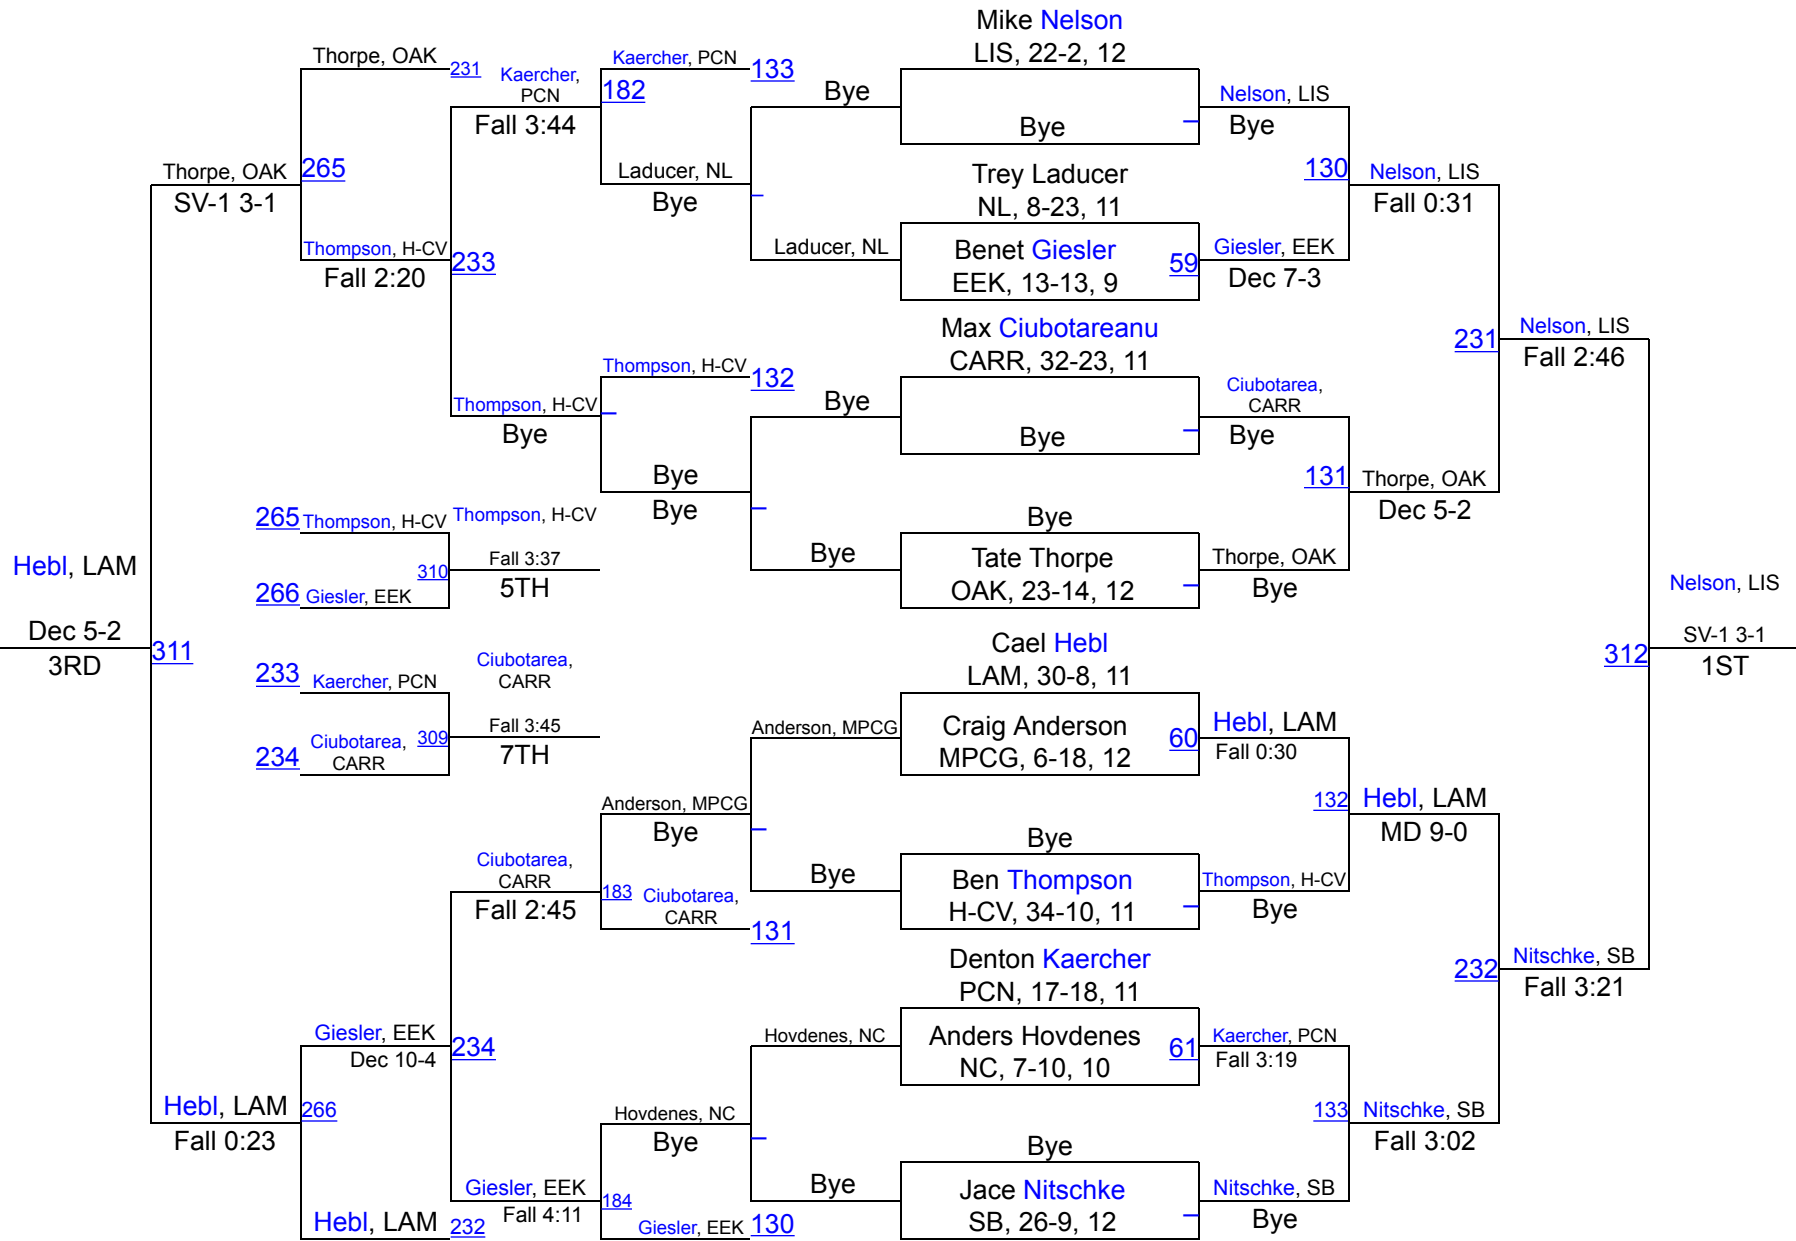 Mike Nelson
LIS, 22-2, 12
Thorpe, OAK
231
Kaercher,
PCN
Kaercher, PCN
133
182
Bye
Nelson, LIS
Fall 3:44
Bye
Bye
Thorpe, OAK
265
SV-1 3-1
Laducer, NL
Bye
Trey Laducer
NL, 8-23, 11
130
Nelson, LIS
Fall 0:31
Thompson, H-CV
233
Fall 2:20
Laducer, NL
Benet Giesler
EEK, 13-13, 9
59
Giesler, EEK
Dec 7-3
Max Ciubotareanu
CARR, 32-23, 11
231
Nelson, LIS
Fall 2:46
Thompson, H-CV
132
Thompson, H-CV
Bye
Bye
Ciubotarea,
CARR
Bye
Bye
Bye
Bye
131
Thorpe, OAK
Dec 5-2
265
Thompson, H-CV
Thompson, H-CV
Bye
Hebl, LAM
310
Fall 3:37
5TH
266
Giesler, EEK
Bye
Tate Thorpe
OAK, 23-14, 12
Thorpe, OAK
Bye
Nelson, LIS
Dec 5-2
3RD
311
Cael Hebl
LAM, 30-8, 11
312
SV-1 3-1
1ST
233
Kaercher, PCN
Ciubotarea,
CARR
234
Ciubotarea,
CARR
309
Fall 3:45
7TH
Anderson, MPCG
Craig Anderson
MPCG, 6-18, 12
60
Hebl, LAM
Fall 0:30
Anderson, MPCG
Bye
132
Hebl, LAM
MD 9-0
Bye
Ciubotarea,
CARR
Fall 2:45
183
Ciubotarea,
CARR
131
Bye
Ben Thompson
H-CV, 34-10, 11
Thompson, H-CV
Bye
Denton Kaercher
PCN, 17-18, 11
232
Nitschke, SB
Fall 3:21
Giesler, EEK
Dec 10-4
234
Hovdenes, NC
Anders Hovdenes
NC, 7-10, 10
61
Kaercher, PCN
Fall 3:19
Hebl, LAM
266
Fall 0:23
Hovdenes, NC
Bye
133
Nitschke, SB
Fall 3:02
Bye
Giesler, EEK
Fall 4:11
184
Bye
Jace Nitschke
SB, 26-9, 12
Nitschke, SB
Bye
Hebl, LAM
232
Giesler, EEK
130